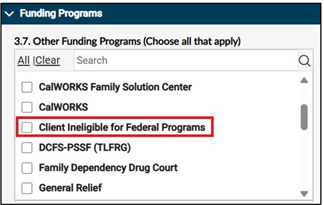 Funding Programs
3.7. Other Funding Programs (Choose all that apply)
All |Clear Search
CalWORKS Family Solution Center
CalWORKS
Client Ineligible for Federal Programs
DCFS-PSSF (TLFRG)
Family Dependency Drug Court
General Relief